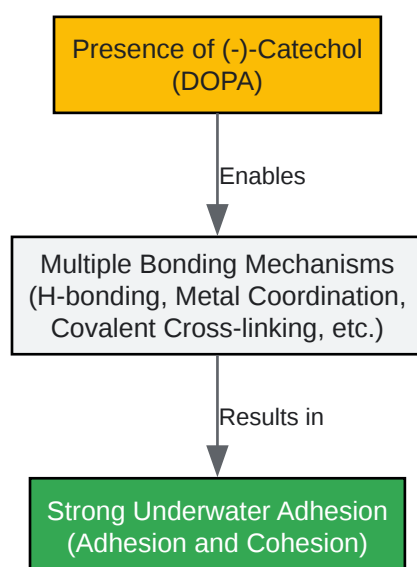 Presence of (-)-Catechol
(DOPA)
Enables
Multiple Bonding Mechanisms
(H-bonding, Metal Coordination,
Covalent Cross-linking, etc.)
Results in
Strong Underwater Adhesion
(Adhesion and Cohesion)